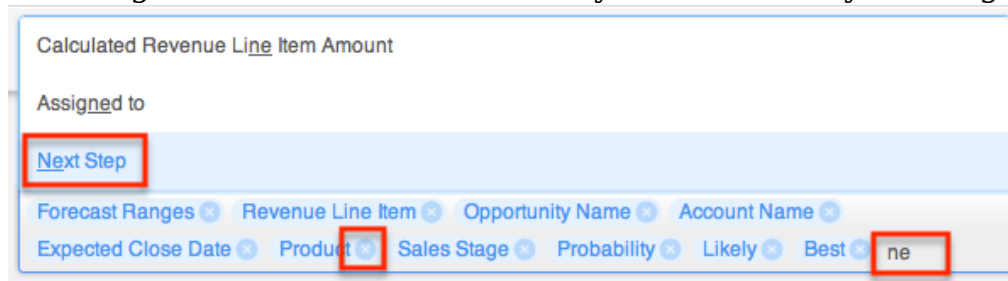 Calculated Revenue Line Item Amount
Assigned to
Next Step
Forecast Ranges Revenue Line Item Opportunity Name Account Name
Expected Close Date Product Sales Stage Probability Likely Best ne